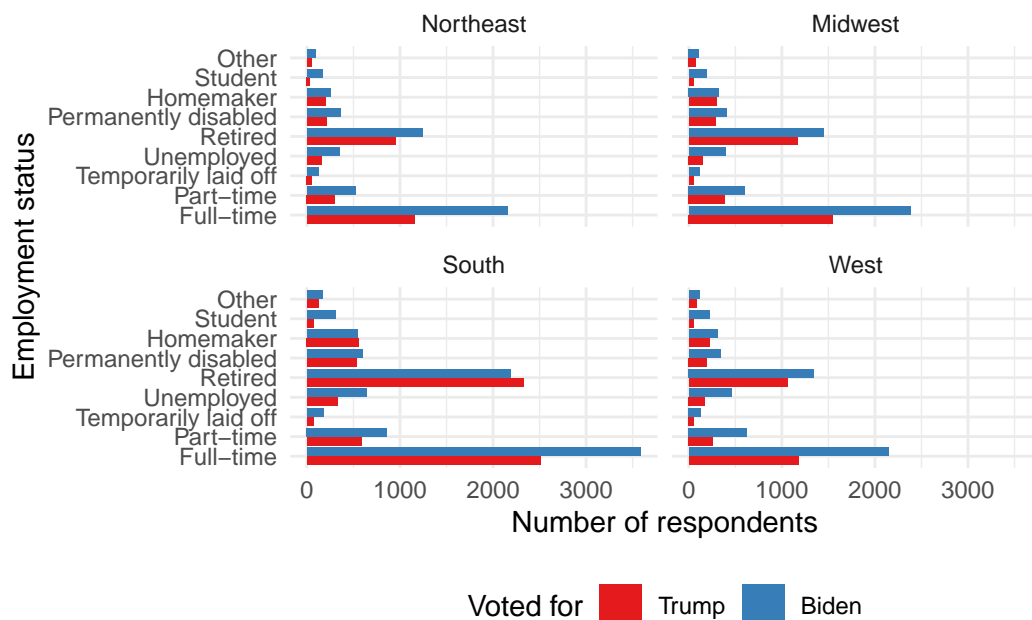 Northeast
Midwest
Other
Student
Homemaker
Permanently disabled
Retired
Unemployed
Temporarily laid off
Part−time
Full−time
South
West
Other
Student
Homemaker
Permanently disabled
Retired
Unemployed
Temporarily laid off
Part−time
Full−time
0 1000 2000 3000
0 1000 2000 3000
Employment status
Number of respondents
Voted for Trump Biden